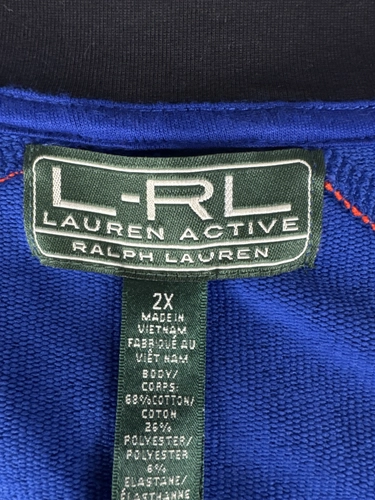 L-RL
LAUREN ACTIVE
RALPH LAUREN
2X
MADE IN
VIETNAM
FABRIQUÉ AU
VIÊT NAM
BODY/
CORPS:
68%COTTON/
COTON
26%
POLYESTER/
POLYESTER
6%
ELASTANE/
ÉLASTHANNE